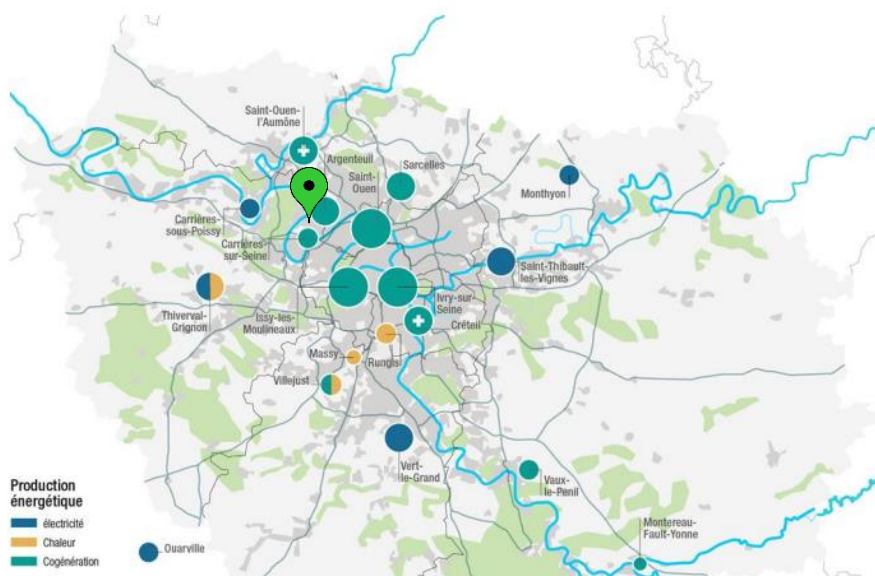 Saint-Ouen-
l'Aumône
Argenteuil
Sarcelles
Saint-
Ouen
Monthyon
Carrières-
sous-Poissy
Carrières-
sur-Seine
Saint-Thibault
les-Vignes
Thiverval-
Grignon
Issy-les-
Moulineaux
Ivry-sur-
Seine
Créteil
Massy
Rungis
Villejust
Vert-
le-Grand
Vaux-
le-Penil
Montereau-
Fault-Yonne
Production
énergétique
électricité
Chaleur
Cogénération
Ouarville